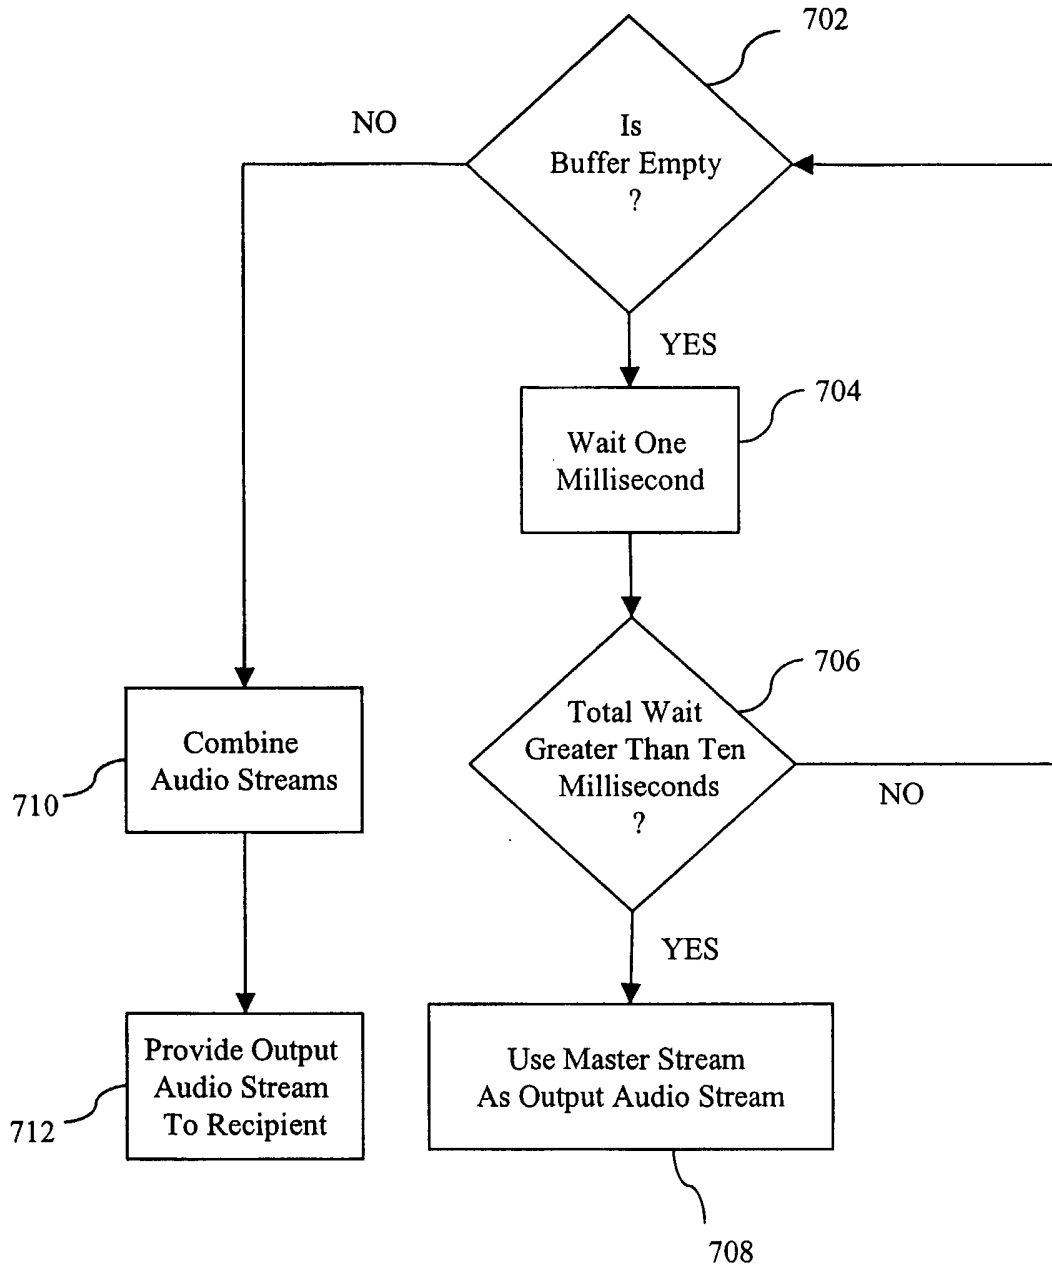 702
NO
Is
Buffer Empty
?
YES
704
Wait One
Millisecond
706
Total Wait
Greater Than Ten
Milliseconds
?
NO
Combine
Audio Streams
710
YES
Provide Output
Audio Stream
To Recipient
712
Use Master Stream
As Output Audio Stream
708